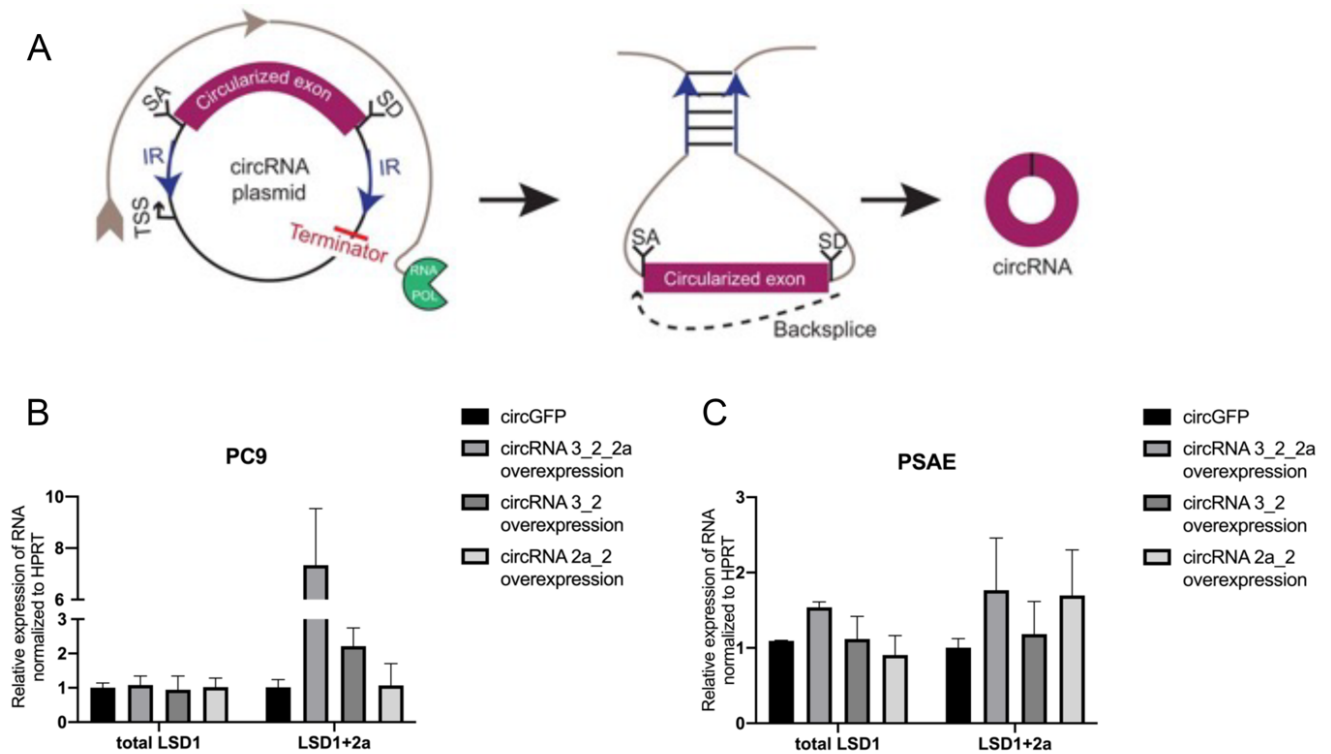 A
SA
Circularized exon
SD
IR
circRNA
plasmid
IR
TSS
Terminator
RNA
POL
SA
SD
Circularized exon
Backsplice
circRNA
B
PC9
circGFP
circRNA 3_2_2a
overexpression
circRNA 3_2
overexpression
circRNA 2a_2
overexpression
Relative expression of RNA
normalized to HPRT
10
8
6
3
2
1
0
total LSD1
LSD1+2a
C
PSAE
circGFP
circRNA 3_2_2a
overexpression
circRNA 3_2
overexpression
circRNA 2a_2
overexpression
Relative expression of RNA
normalized to HPRT
3
2
1
0
total LSD1
LSD1+2a